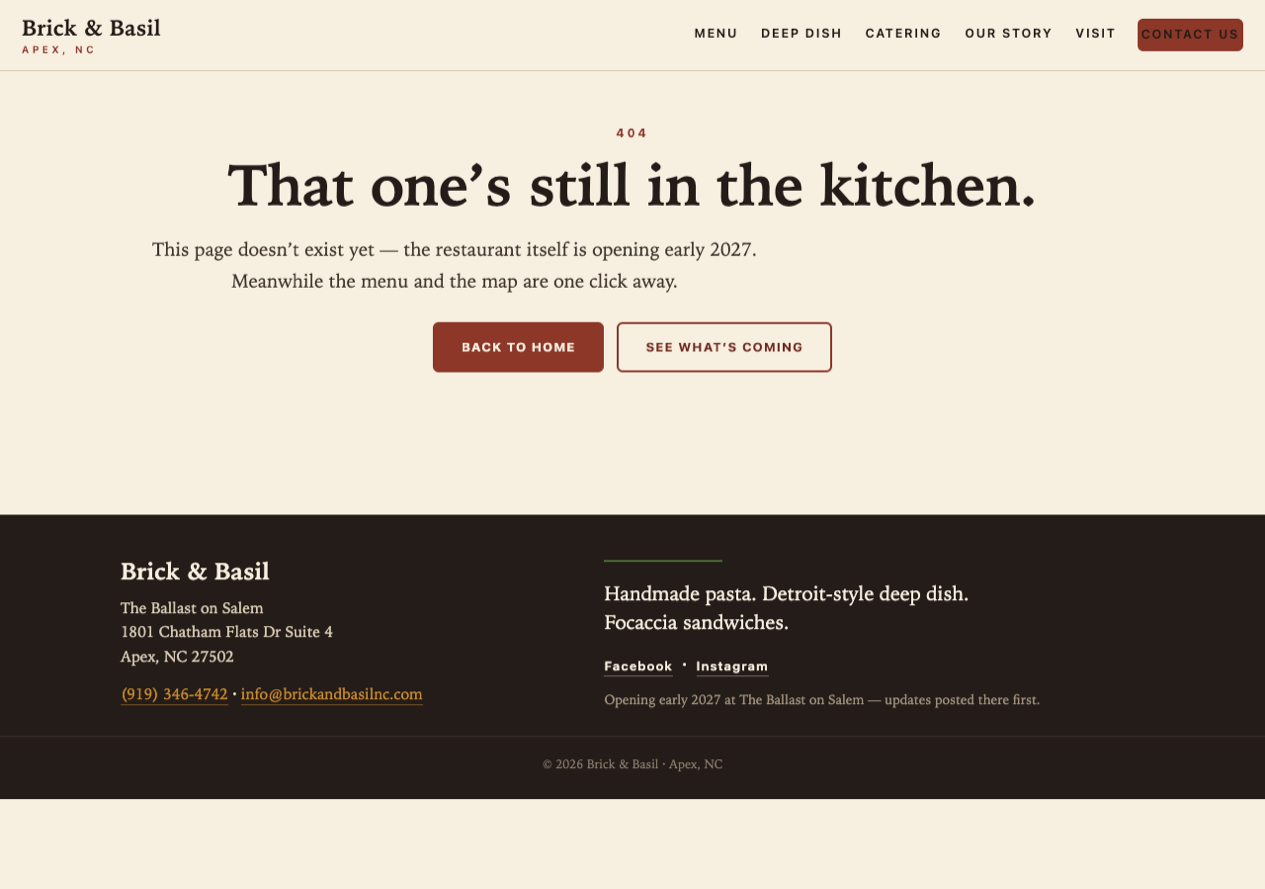 Brick & Basil
APEX, NC
MENU DEEP DISH CATERING OUR STORY VISIT CONTACT US
404
That one’s still in the kitchen.
This page doesn’t exist yet — the restaurant itself is opening early 2027.
Meanwhile the menu and the map are one click away.
BACK TO HOME SEE WHAT’S COMING
Brick & Basil
The Ballast on Salem
1801 Chatham Flats Dr Suite 4
Apex, NC 27502
(919) 346-4742 · info@brickandbasilnc.com
Handmade pasta. Detroit-style deep dish.
Focaccia sandwiches.
Facebook · Instagram
Opening early 2027 at The Ballast on Salem — updates posted there first.
© 2026 Brick & Basil · Apex, NC